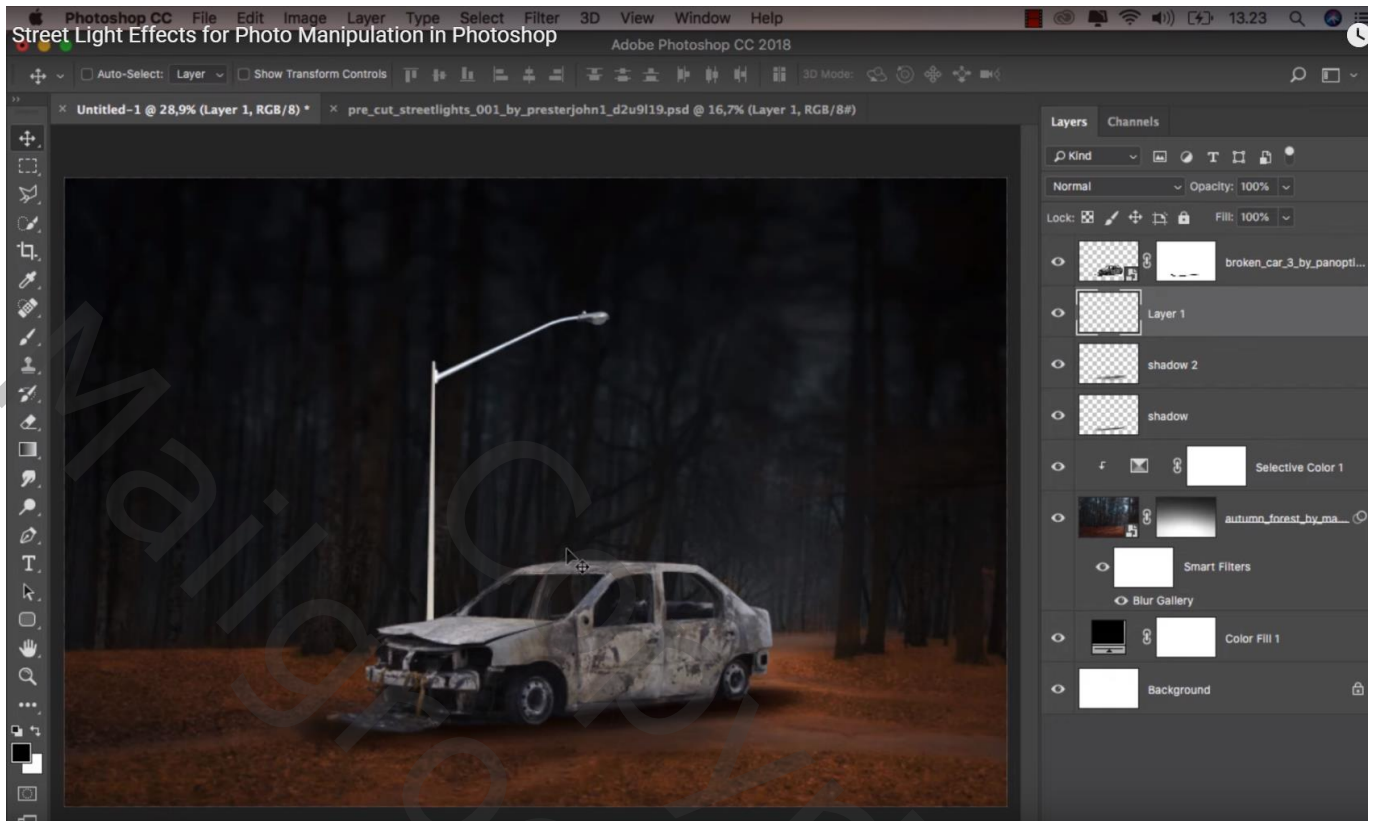 Photoshop CC File Edit Image Layer Type Select Filter 3D View Window Help 13.23
Street Light Effects for Photo Manipulation in Photoshop
Adobe Photoshop CC 2018
Auto-Select: Layer Show Transform Controls 3D Mode:
Untitled-1 @ 28,9% (Layer 1, RGB/8) * pre_cut_streetlights_001_by_presterjohn1_d2u9l19.psd @ 16,7% (Layer 1, RGB/8#)
Layers Channels
Kind
Normal Opacity: 100%
Lock: Fill: 100%
broken_car_3_by_panopti...
Layer 1
shadow 2
shadow
Selective Color 1
autumn_forest_by_ma...
Smart Filters
Blur Gallery
Color Fill 1
Background